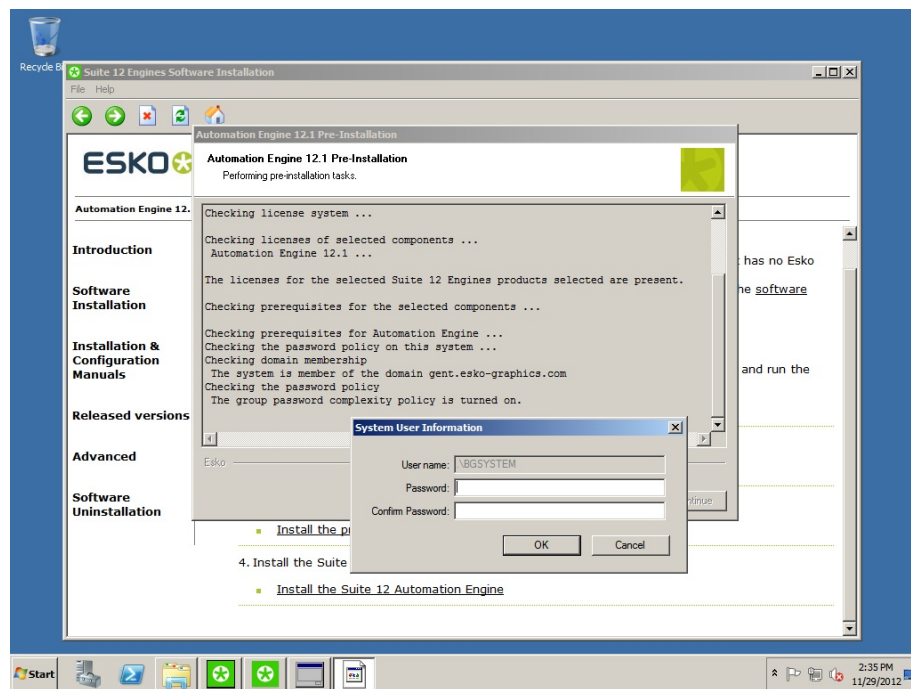 Recycle B
Suite 12 Engines Software Installation
File Help
Automation Engine 12.1 Pre-Installation
Automation Engine 12.1 Pre-Installation
Performing pre-installation tasks.
ESKO
Automation Engine 12.
Introduction
Software
Installation
Installation &
Configuration
Manuals
Released versions
Advanced
Software
Uninstallation
Checking license system ...
Checking licenses of selected components ...
Automation Engine 12.1 ...
The licenses for the selected Suite 12 Engines products selected are present.
Checking prerequisites for the selected components ...
Checking prerequisites for Automation Engine ...
Checking the password policy on this system ...
Checking domain membership
The system is member of the domain gent.esko-graphics.com
Checking the password policy
The group password complexity policy is turned on.
has no Esko
he software
and run the
Esko
ntinue
System User Information
User name: .\BGSYSTEM
Password:
Confirm Password:
OK Cancel
Install the p
4. Install the Suite
Install the Suite 12 Automation Engine
Start
2:35 PM
11/29/2012